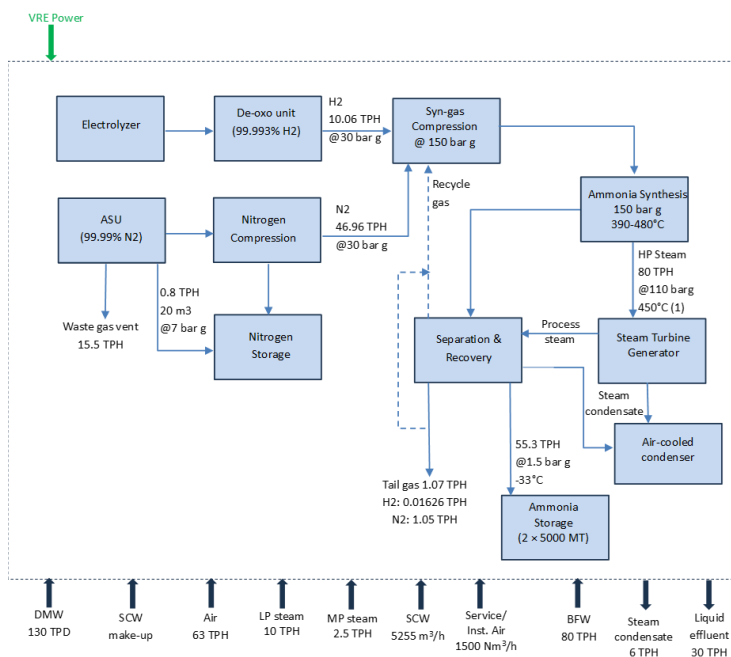 VRE Power
Electrolyzer
De-oxo unit
(99.993% H2)
H2
10.06 TPH
@30 bar g
Syn-gas
Compression
@ 150 bar g
Recycle
gas
Ammonia Synthesis
150 bar g
390-480°C
ASU
(99.99% N2)
Nitrogen
Compression
N2
46.96 TPH
@30 bar g
HP Steam
80 TPH
@110 barg
450°C (1)
0.8 TPH
20 m3
@7 bar g
Waste gas vent
15.5 TPH
Nitrogen
Storage
Separation &
Recovery
Process
steam
Steam Turbine
Generator
Steam
condensate
Air-cooled
condenser
55.3 TPH
@1.5 bar g
-33°C
Tail gas 1.07 TPH
H2: 0.01626 TPH
N2: 1.05 TPH
Ammonia
Storage
(2 × 5000 MT)
DMW
130 TPD
SCW
make-up
Air
63 TPH
LP steam
10 TPH
MP steam
2.5 TPH
SCW
5255 m³/h
Service/
Inst. Air
1500 Nm³/h
BFW
80 TPH
Steam
condensate
6 TPH
Liquid
effluent
30 TPH